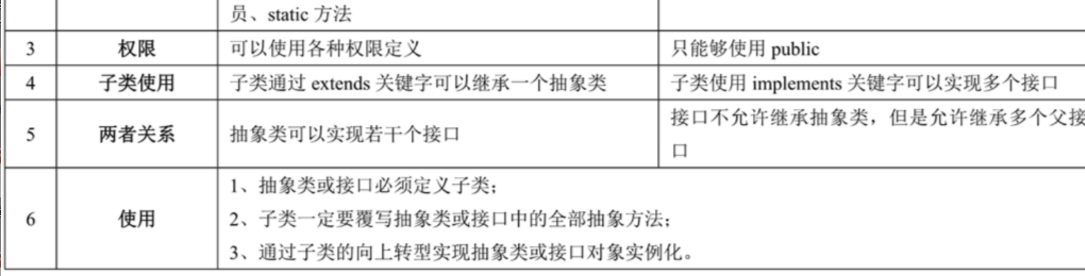 员、static 方法
3 权限 可以使用各种权限定义 只能够使用 public
4 子类使用 子类通过 extends 关键字可以继承一个抽象类 子类使用 implements 关键字可以实现多个接口
5 两者关系 抽象类可以实现若干个接口 接口不允许继承抽象类，但是允许继承多个父接
口
1、抽象类或接口必须定义子类；
6 使用 2、子类一定要覆写抽象类或接口中的全部抽象方法；
3、通过子类的向上转型实现抽象类或接口对象实例化。